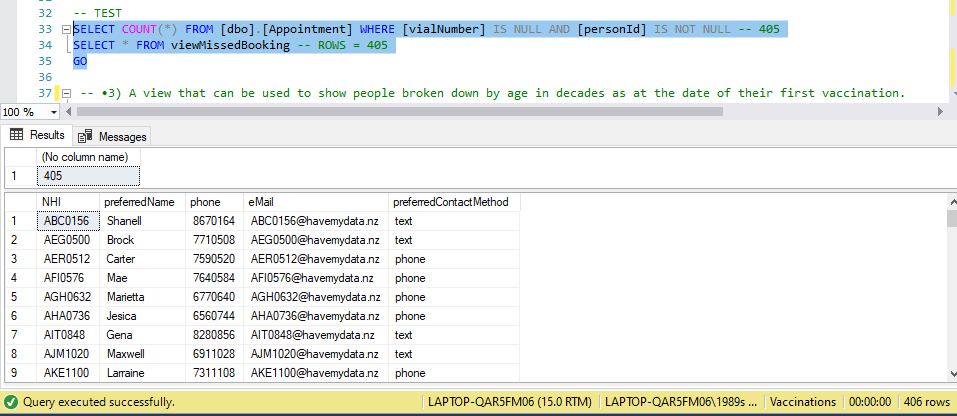 32
-- TEST
33 SELECT COUNT(*) FROM [dbo].[Appointment] WHERE [vialNumber] IS NULL AND [personId] IS NOT NULL -- 405
34 SELECT * FROM viewMissedBooking -- ROWS = 405
35 GO
36
37 -- •3) A view that can be used to show people broken down by age in decades as at the date of their first vaccination.
100 %
Results Messages
(No column name)
1 405
NHI preferredName phone eMail preferredContactMethod
1 ABC0156 Shanell 8670164 ABC0156@havemydata.nz text
2 AEG0500 Brock 7710508 AEG0500@havemydata.nz text
3 AER0512 Carter 7590520 AER0512@havemydata.nz phone
4 AFI0576 Mae 7640584 AFI0576@havemydata.nz phone
5 AGH0632 Marietta 6770640 AGH0632@havemydata.nz phone
6 AHA0736 Jesica 6560744 AHA0736@havemydata.nz phone
7 AIT0848 Gena 8280856 AIT0848@havemydata.nz text
8 AJM1020 Maxwell 6911028 AJM1020@havemydata.nz text
9 AKE1100 Larraine 7311108 AKE1100@havemydata.nz phone
Query executed successfully. LAPTOP-QAR5FM06 (15.0 RTM) LAPTOP-QAR5FM06\1989s ... Vaccinations 00:00:00 406 rows